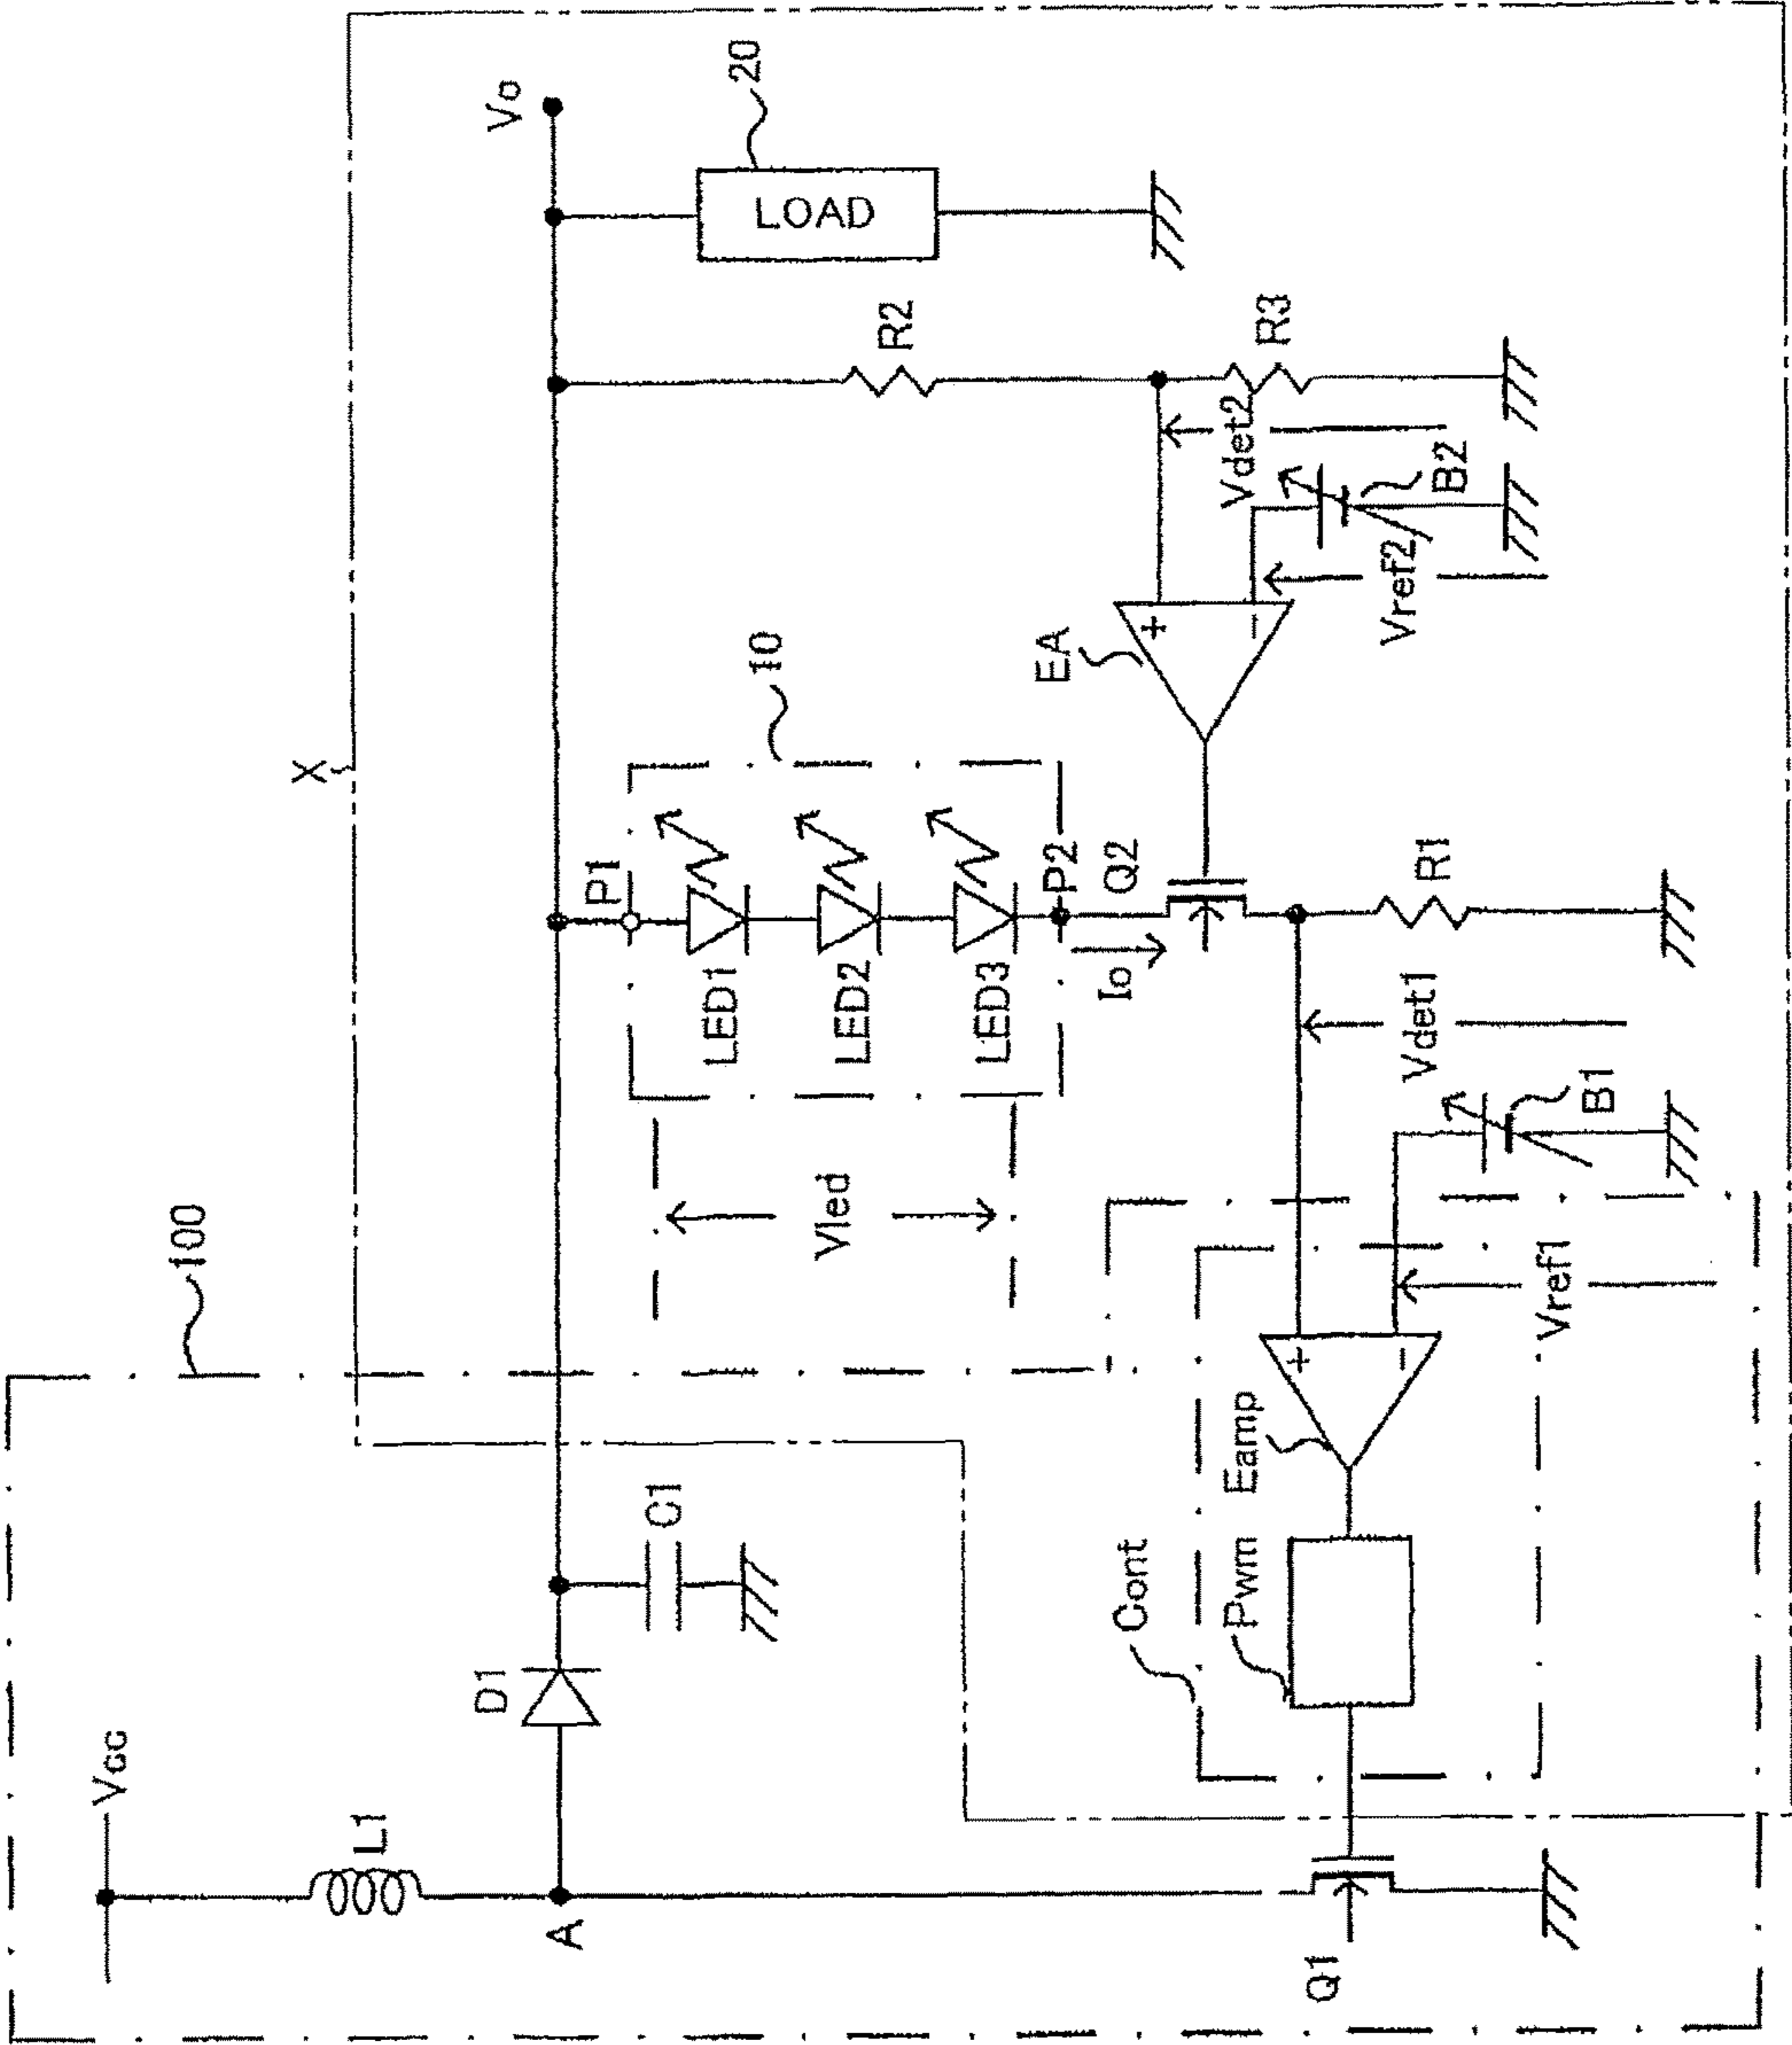 100
X
Vcc
L1
A
D1
C1
Vo
20
LOAD
R2
R3
Vdet2
B2
Vref2
EA
+
−
10
P1
LED1
LED2
LED3
Vled
P2
Q2
Io
R1
Vdet1
B1
Vref1
+
−
Eamp
Pwm
Cont
Q1